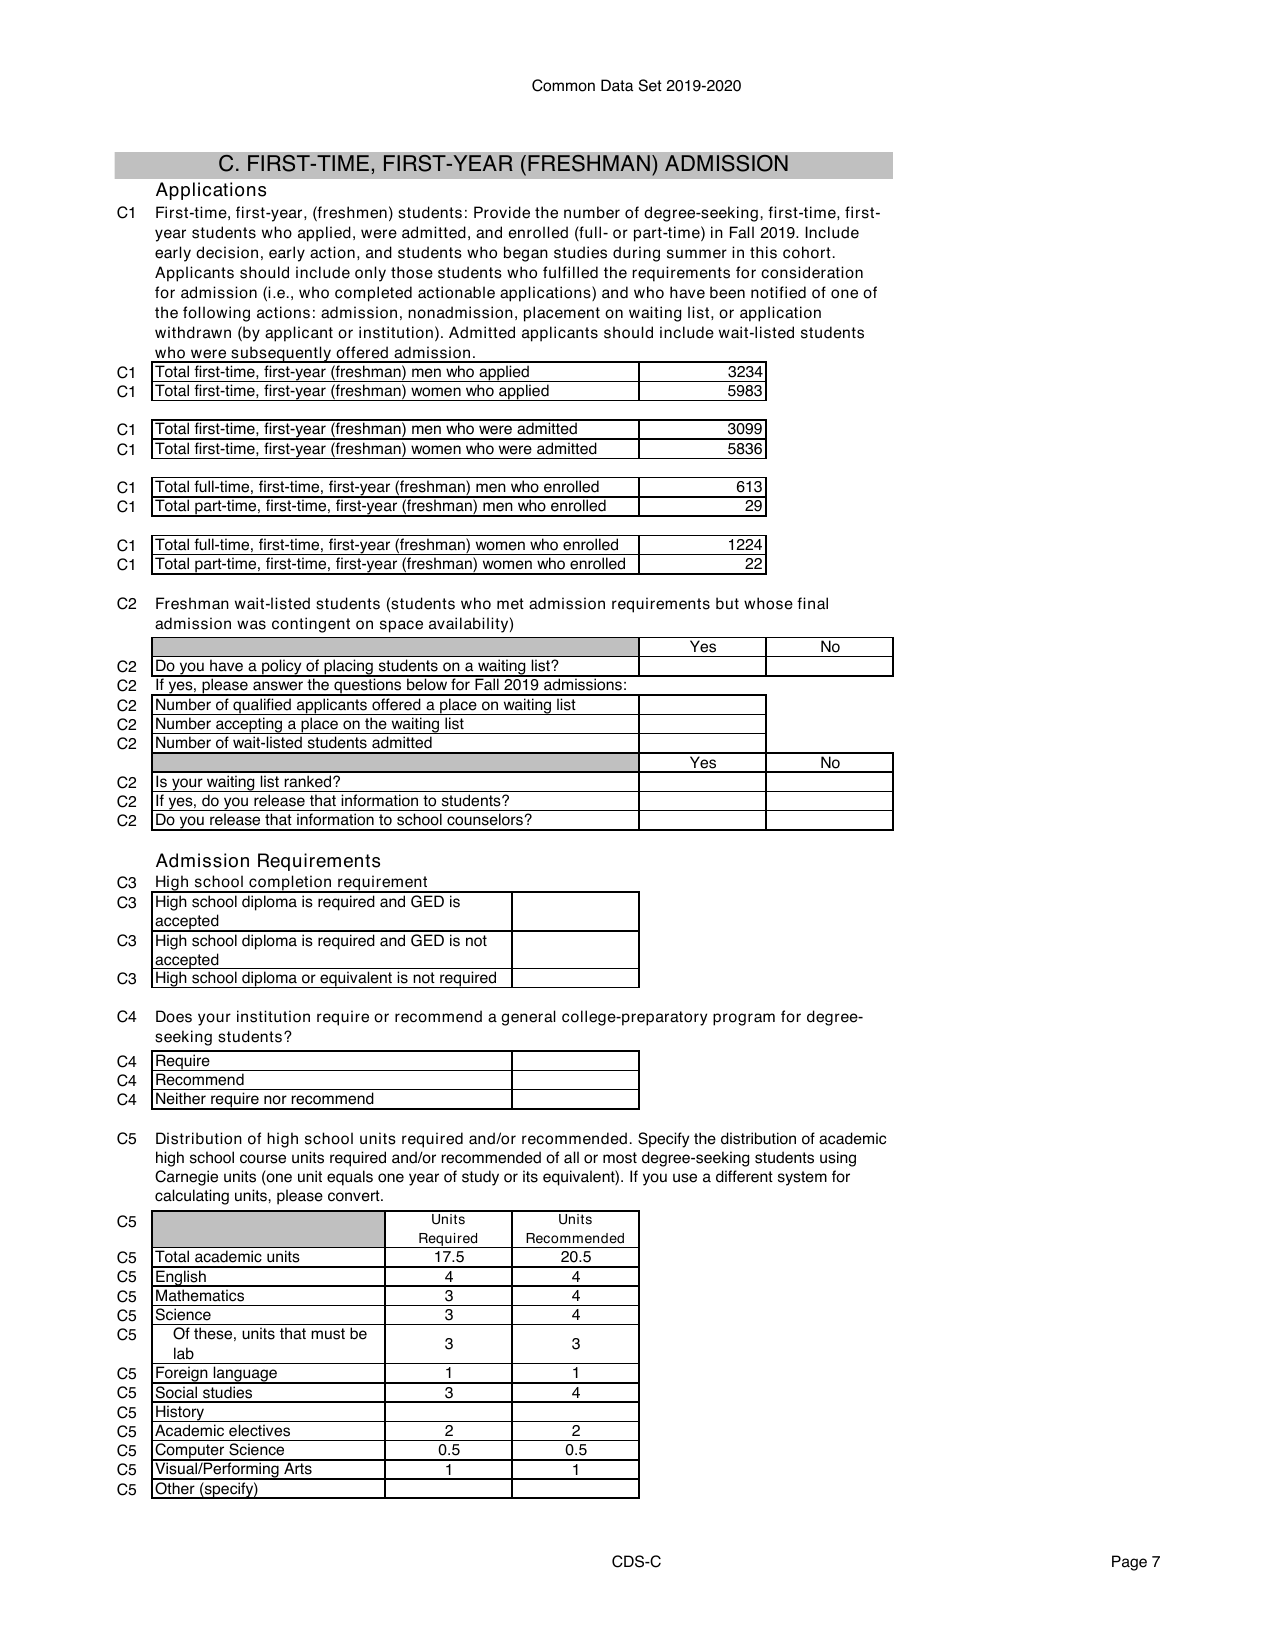 Common Data Set 2019-2020
C. FIRST-TIME, FIRST-YEAR (FRESHMAN) ADMISSION
Applications
C1 First-time, first-year, (freshmen) students: Provide the number of degree-seeking, first-time, first-
year students who applied, were admitted, and enrolled (full- or part-time) in Fall 2019. Include
early decision, early action, and students who began studies during summer in this cohort.
Applicants should include only those students who fulfilled the requirements for consideration
for admission (i.e., who completed actionable applications) and who have been notified of one of
the following actions: admission, nonadmission, placement on waiting list, or application
withdrawn (by applicant or institution). Admitted applicants should include wait-listed students
who were subsequently offered admission.
C1 Total first-time, first-year (freshman) men who applied 3234
C1 Total first-time, first-year (freshman) women who applied 5983
C1 Total first-time, first-year (freshman) men who were admitted 3099
C1 Total first-time, first-year (freshman) women who were admitted 5836
C1 Total full-time, first-time, first-year (freshman) men who enrolled 613
C1 Total part-time, first-time, first-year (freshman) men who enrolled 29
C1 Total full-time, first-time, first-year (freshman) women who enrolled 1224
C1 Total part-time, first-time, first-year (freshman) women who enrolled 22
C2 Freshman wait-listed students (students who met admission requirements but whose final
admission was contingent on space availability)
Yes No
C2 Do you have a policy of placing students on a waiting list?
C2 If yes, please answer the questions below for Fall 2019 admissions:
C2 Number of qualified applicants offered a place on waiting list
C2 Number accepting a place on the waiting list
C2 Number of wait-listed students admitted
Yes No
C2 Is your waiting list ranked?
C2 If yes, do you release that information to students?
C2 Do you release that information to school counselors?
Admission Requirements
C3 High school completion requirement
C3 High school diploma is required and GED is
accepted
C3 High school diploma is required and GED is not
accepted
C3 High school diploma or equivalent is not required
C4 Does your institution require or recommend a general college-preparatory program for degree-
seeking students?
C4 Require
C4 Recommend
C4 Neither require nor recommend
C5 Distribution of high school units required and/or recommended. Specify the distribution of academic
high school course units required and/or recommended of all or most degree-seeking students using
Carnegie units (one unit equals one year of study or its equivalent). If you use a different system for
calculating units, please convert.
C5 Units Units
Required Recommended
C5 Total academic units 17.5 20.5
C5 English 4 4
C5 Mathematics 3 4
C5 Science 3 4
C5 Of these, units that must be
lab 3 3
C5 Foreign language 1 1
C5 Social studies 3 4
C5 History
C5 Academic electives 2 2
C5 Computer Science 0.5 0.5
C5 Visual/Performing Arts 1 1
C5 Other (specify)
CDS-C Page 7